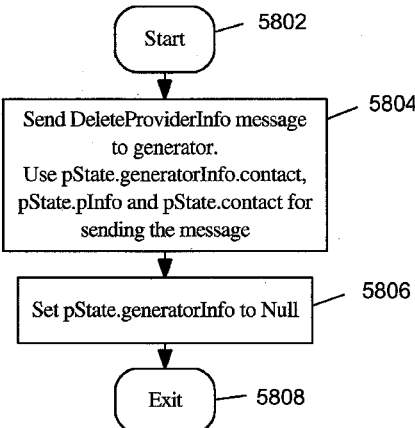 Start
5802
Send DeleteProviderInfo message
to generator.
Use pState.generatorInfo.contact,
pState.pInfo and pState.contact for
sending the message
5804
Set pState.generatorInfo to Null
5806
Exit
5808